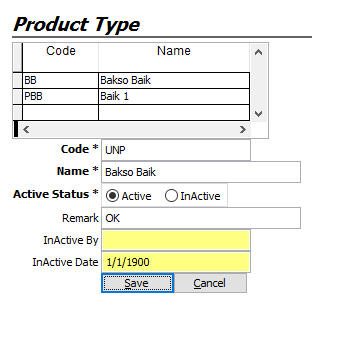 Product Type
Code Name
BB Bakso Baik
PBB Baik 1
Code * UNP
Name * Bakso Baik
Active Status * Active InActive
Remark OK
InActive By
InActive Date 1/1/1900
Save Cancel